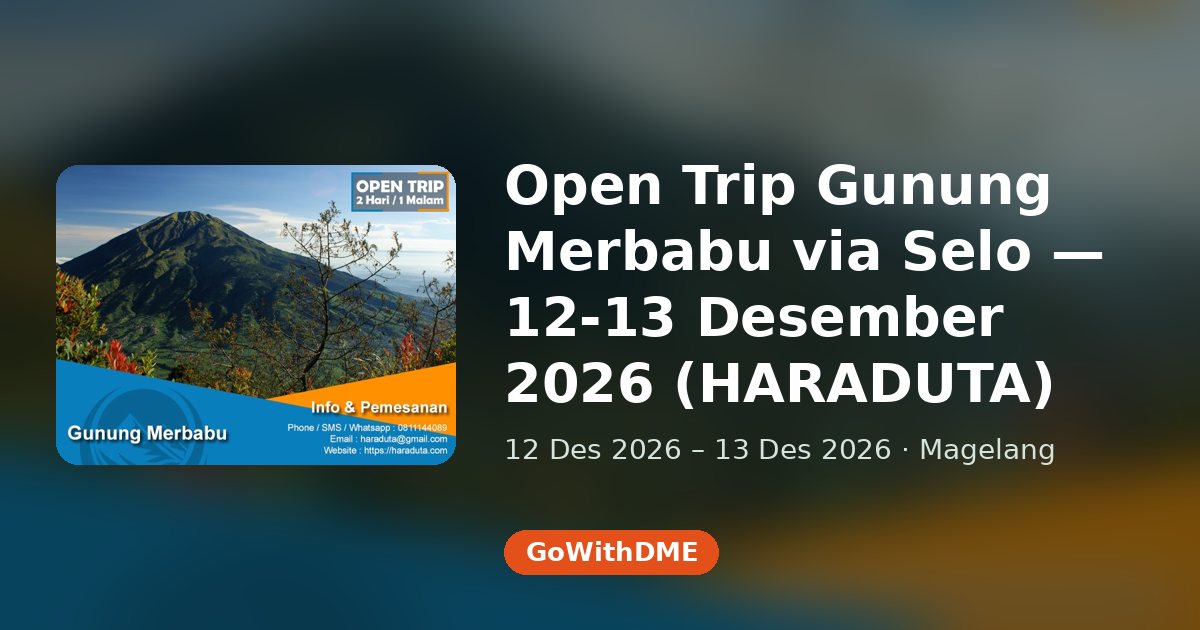 OPEN TRIP
2 Hari / 1 Malam
Gunung Merbabu
Info & Pemesanan
Phone / SMS / Whatsapp : 0811144089
Email : haraduta@gmail.com
Website : https://haraduta.com
Open Trip Gunung
Merbabu via Selo —
12-13 Desember
2026 (HARADUTA)
12 Des 2026 – 13 Des 2026 · Magelang
GoWithDME